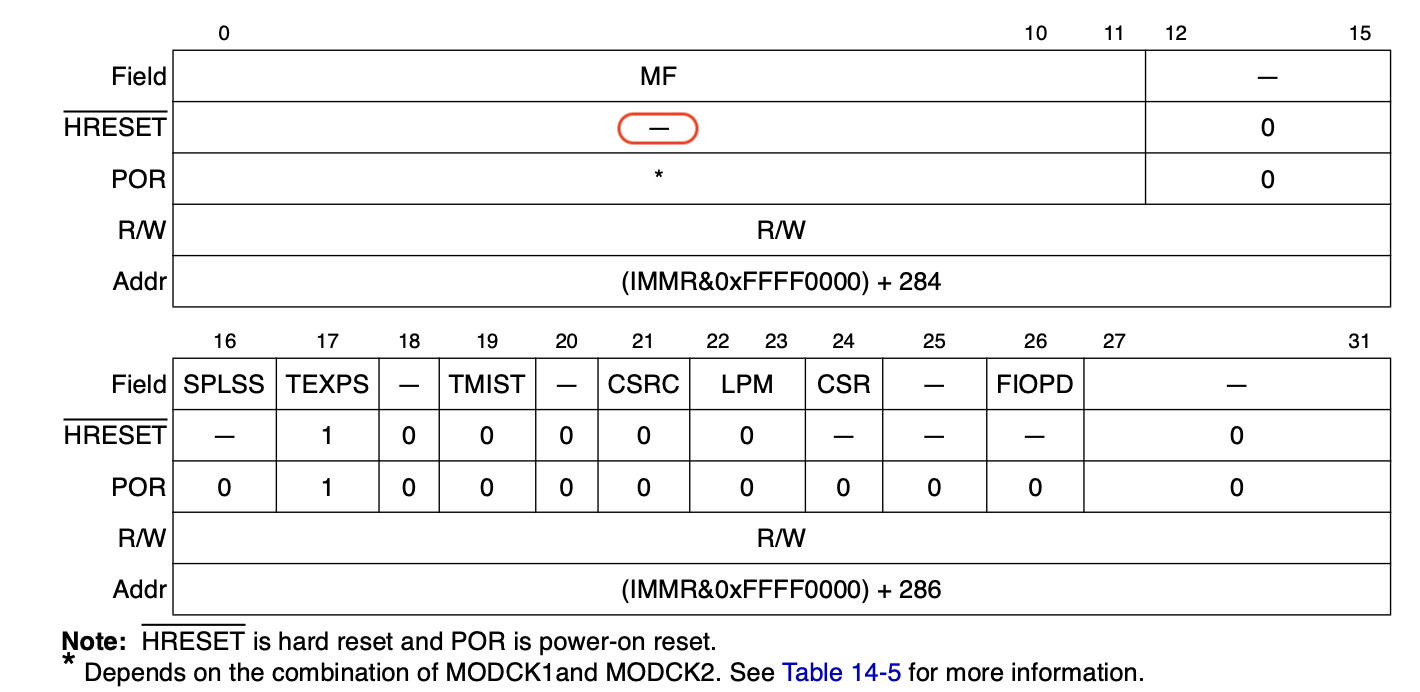 0 10 11 12 15
Field MF —
HRESET — 0
POR * 0
R/W R/W
Addr (IMMR&0xFFFF0000) + 284
16 17 18 19 20 21 22 23 24 25 26 27 31
Field SPLSS TEXPS — TMIST — CSRC LPM CSR — FIOPD —
HRESET — 1 0 0 0 0 0 — — — 0
POR 0 1 0 0 0 0 0 0 0 0 0
R/W R/W
Addr (IMMR&0xFFFF0000) + 286
Note: HRESET is hard reset and POR is power-on reset.
* Depends on the combination of MODCK1and MODCK2. See Table 14-5 for more information.